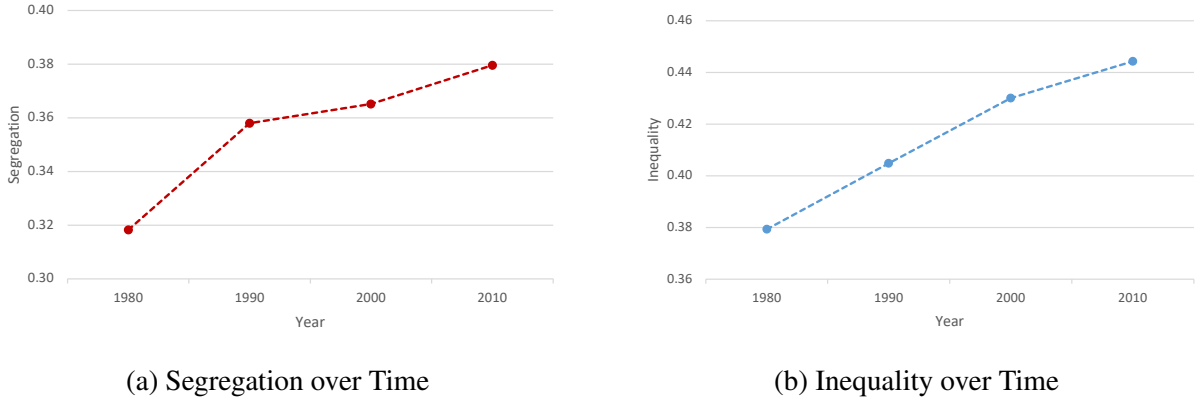 0.40
0.38
0.36
0.34
0.32
0.30
Segregation
1980 1990 2000 2010
Year
(a) Segregation over Time
0.46
0.44
0.42
0.40
0.38
0.36
Inequality
1980 1990 2000 2010
Year
(b) Inequality over Time